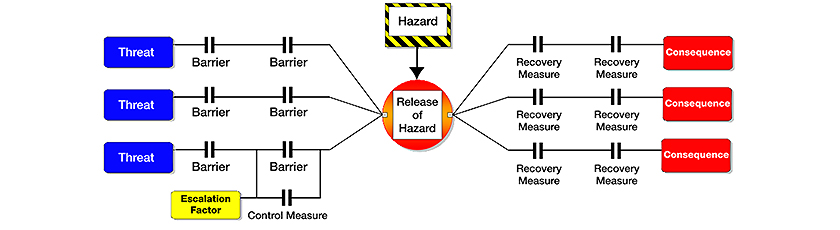 Hazard
Threat
Barrier
Barrier
Recovery
Measure
Recovery
Measure
Consequence
Threat
Barrier
Barrier
Release
of
Hazard
Recovery
Measure
Recovery
Measure
Consequence
Threat
Barrier
Barrier
Recovery
Measure
Recovery
Measure
Consequence
Escalation
Factor
Control Measure